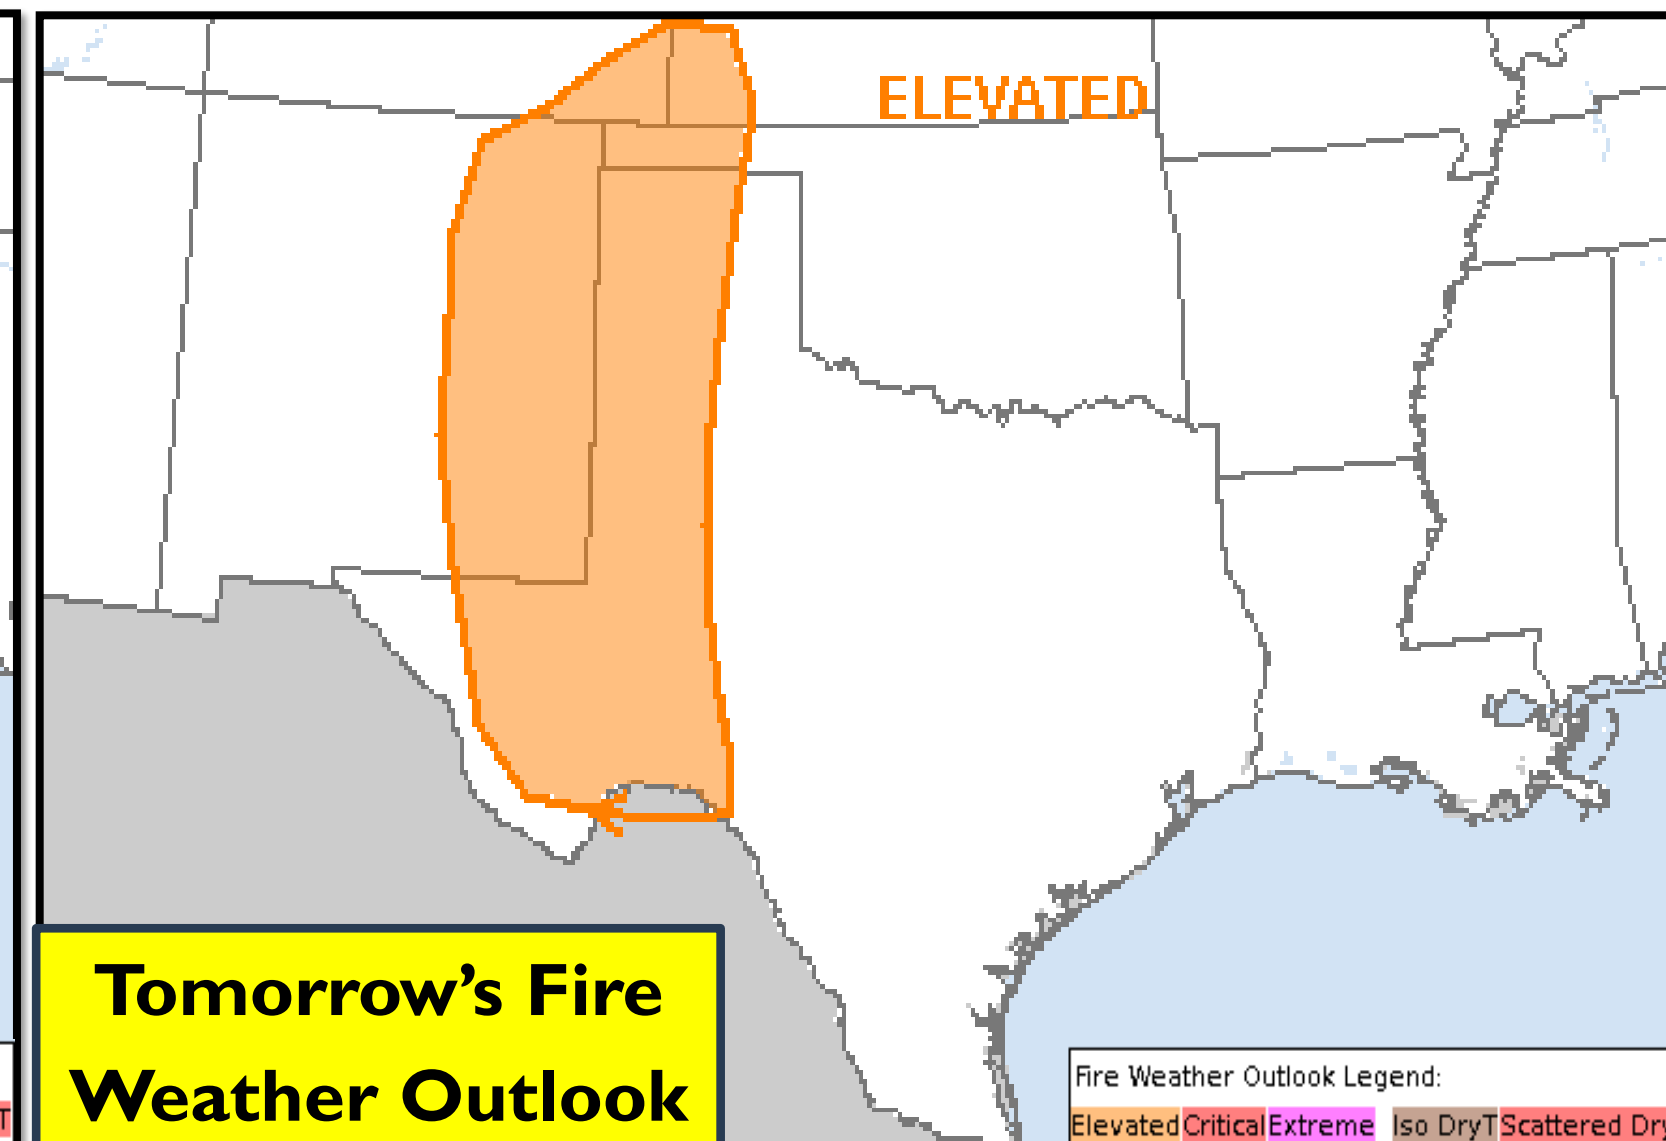 ELEVATED
Tomorrow’s Fire
Weather Outlook
Fire Weather Outlook Legend:
Elevated Critical Extreme Iso DryT Scattered Dry
T